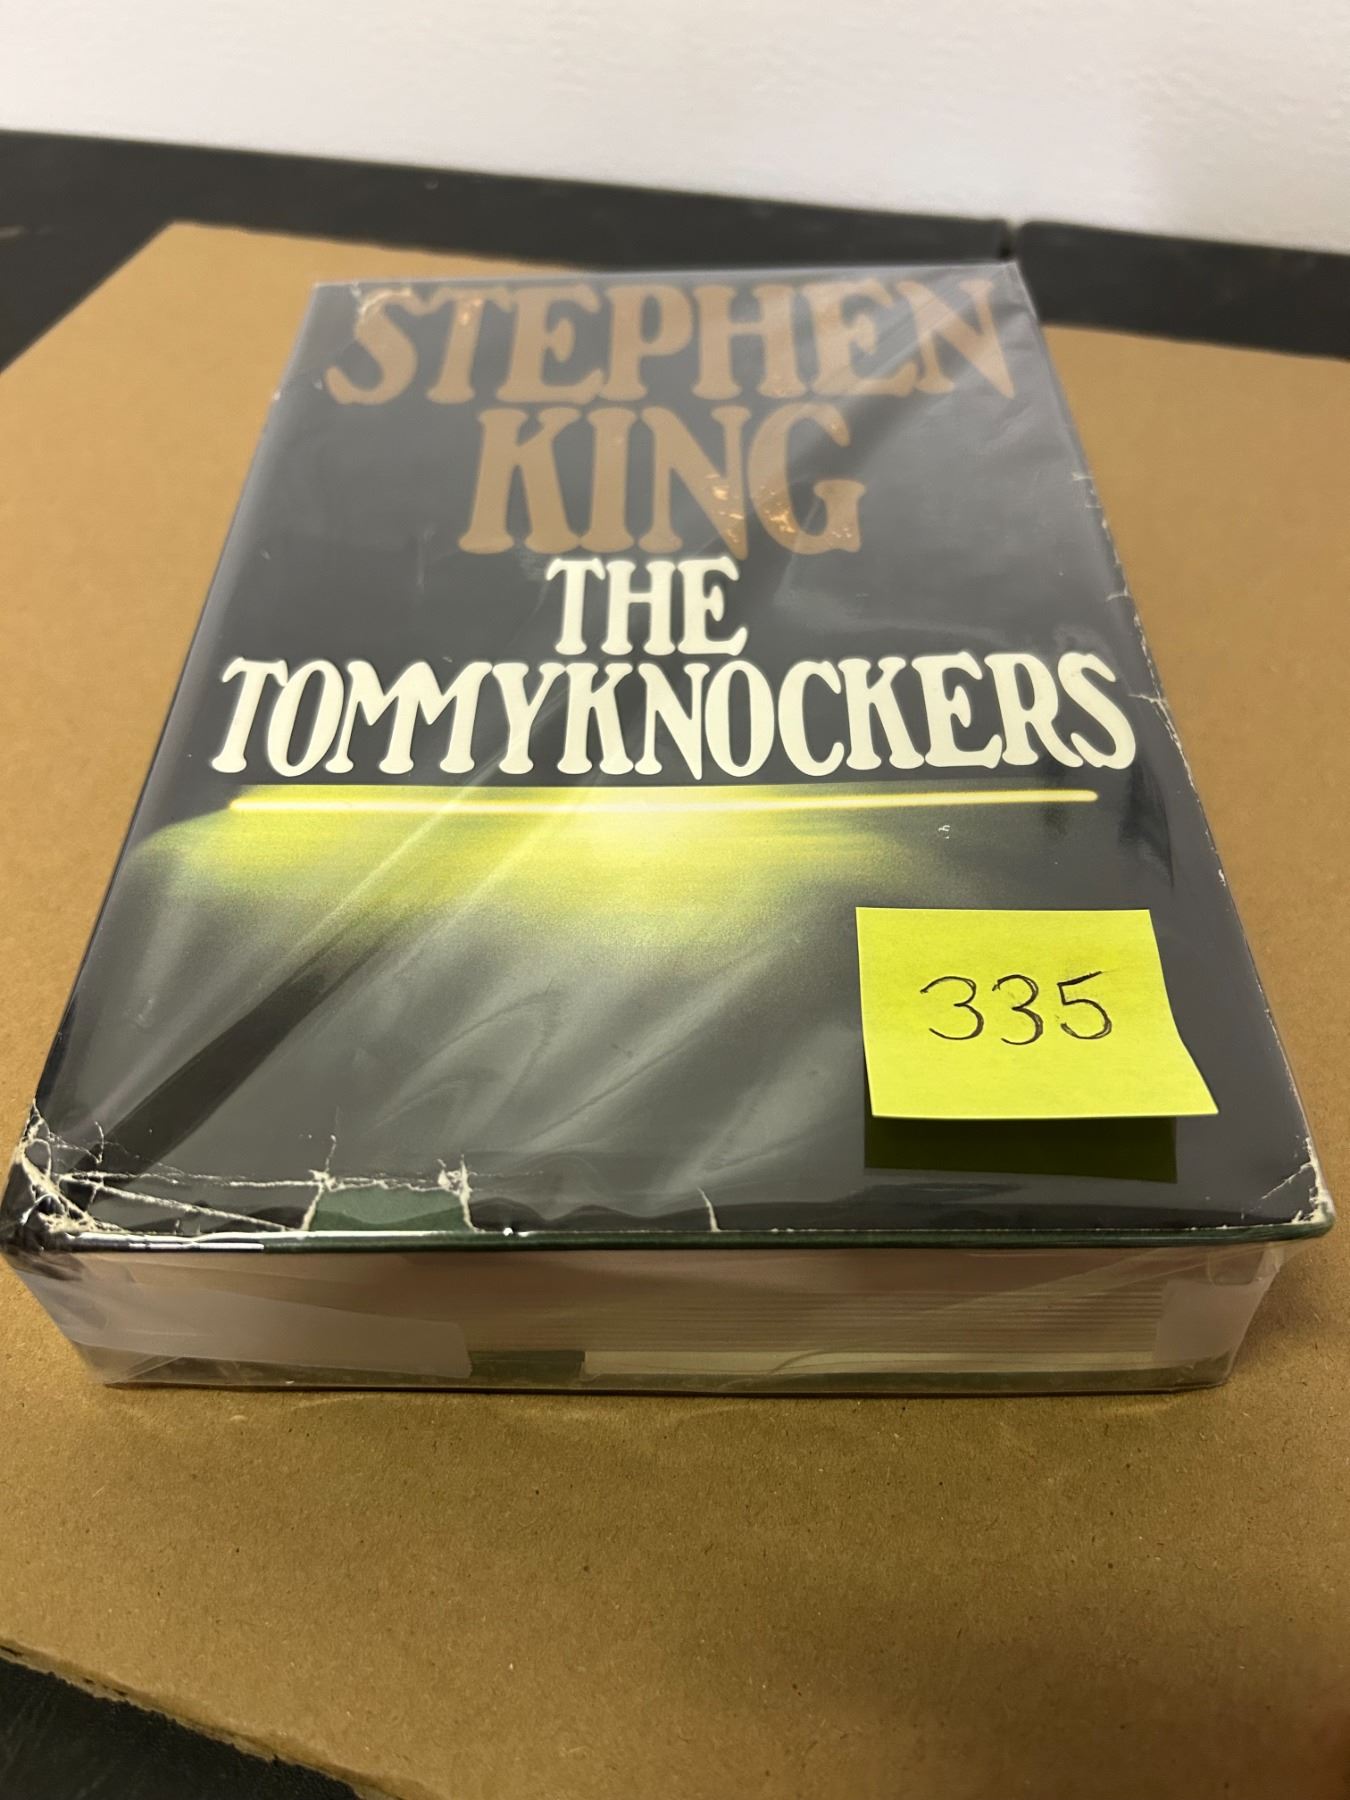 STEPHEN
KING
THE
TOMMYKNOCKERS
335